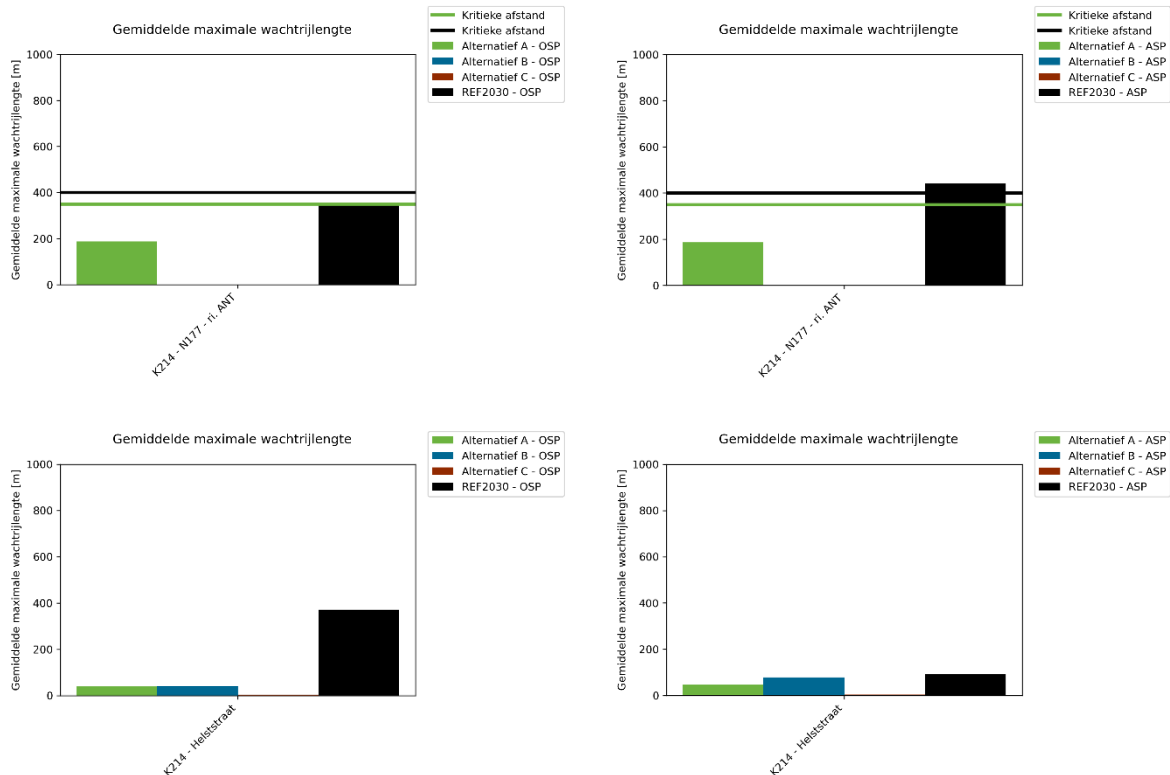 Gemiddelde maximale wachtrijlengte
Kritieke afstand
Kritieke afstand
Alternatief A - OSP
Alternatief B - OSP
Alternatief C - OSP
REF2030 - OSP
Gemiddelde maximale wachtrijlengte [m]
1000
800
600
400
200
0
K214 - N177 - ri. ANT
Gemiddelde maximale wachtrijlengte
Kritieke afstand
Kritieke afstand
Alternatief A - ASP
Alternatief B - ASP
Alternatief C - ASP
REF2030 - ASP
Gemiddelde maximale wachtrijlengte [m]
1000
800
600
400
200
0
K214 - N177 - ri. ANT
Gemiddelde maximale wachtrijlengte
Alternatief A - OSP
Alternatief B - OSP
Alternatief C - OSP
REF2030 - OSP
Gemiddelde maximale wachtrijlengte [m]
1000
800
600
400
200
0
K214 - Helststraat
Gemiddelde maximale wachtrijlengte
Alternatief A - ASP
Alternatief B - ASP
Alternatief C - ASP
REF2030 - ASP
Gemiddelde maximale wachtrijlengte [m]
1000
800
600
400
200
0
K214 - Helststraat